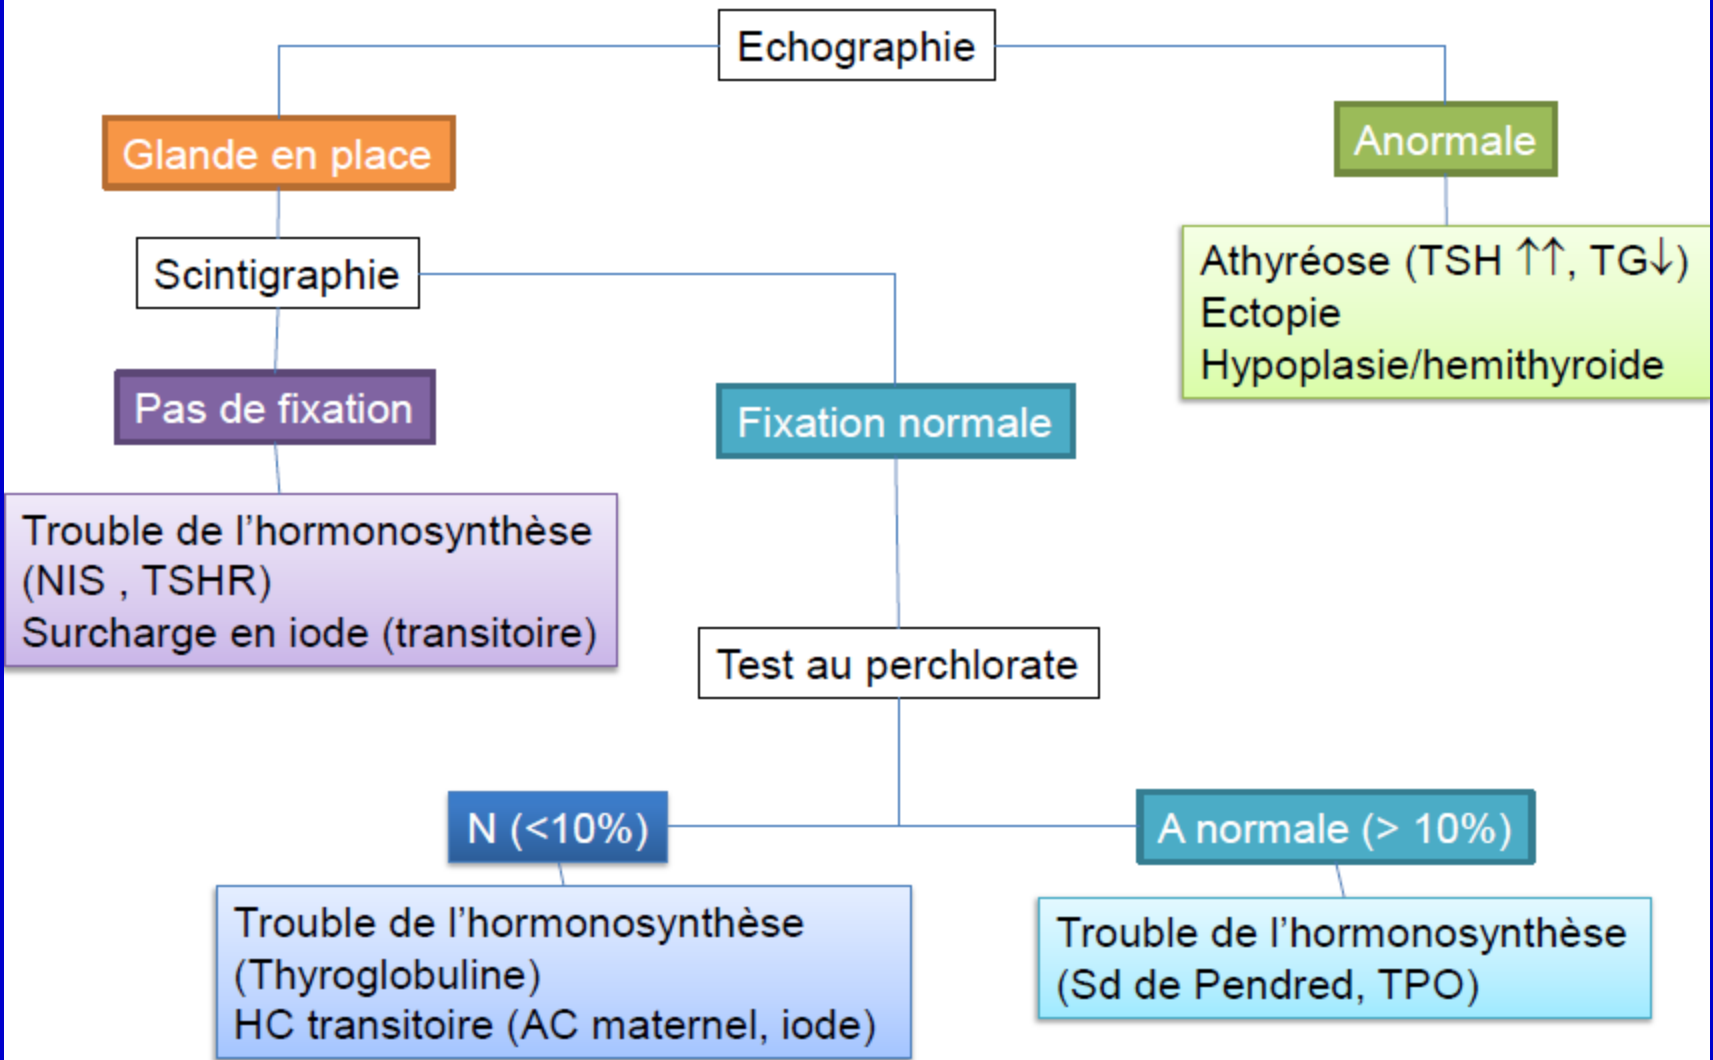 Echographie
Glande en place
Anormale
Scintigraphie
Athyréose (TSH ↑↑, TG↓)
Ectopie
Hypoplasie/hemithyroide
Pas de fixation
Fixation normale
Trouble de l’hormonosynthèse
(NIS , TSHR)
Surcharge en iode (transitoire)
Test au perchlorate
N (<10%)
A normale (> 10%)
Trouble de l’hormonosynthèse
(Thyroglobuline)
HC transitoire (AC maternel, iode)
Trouble de l’hormonosynthèse
(Sd de Pendred, TPO)